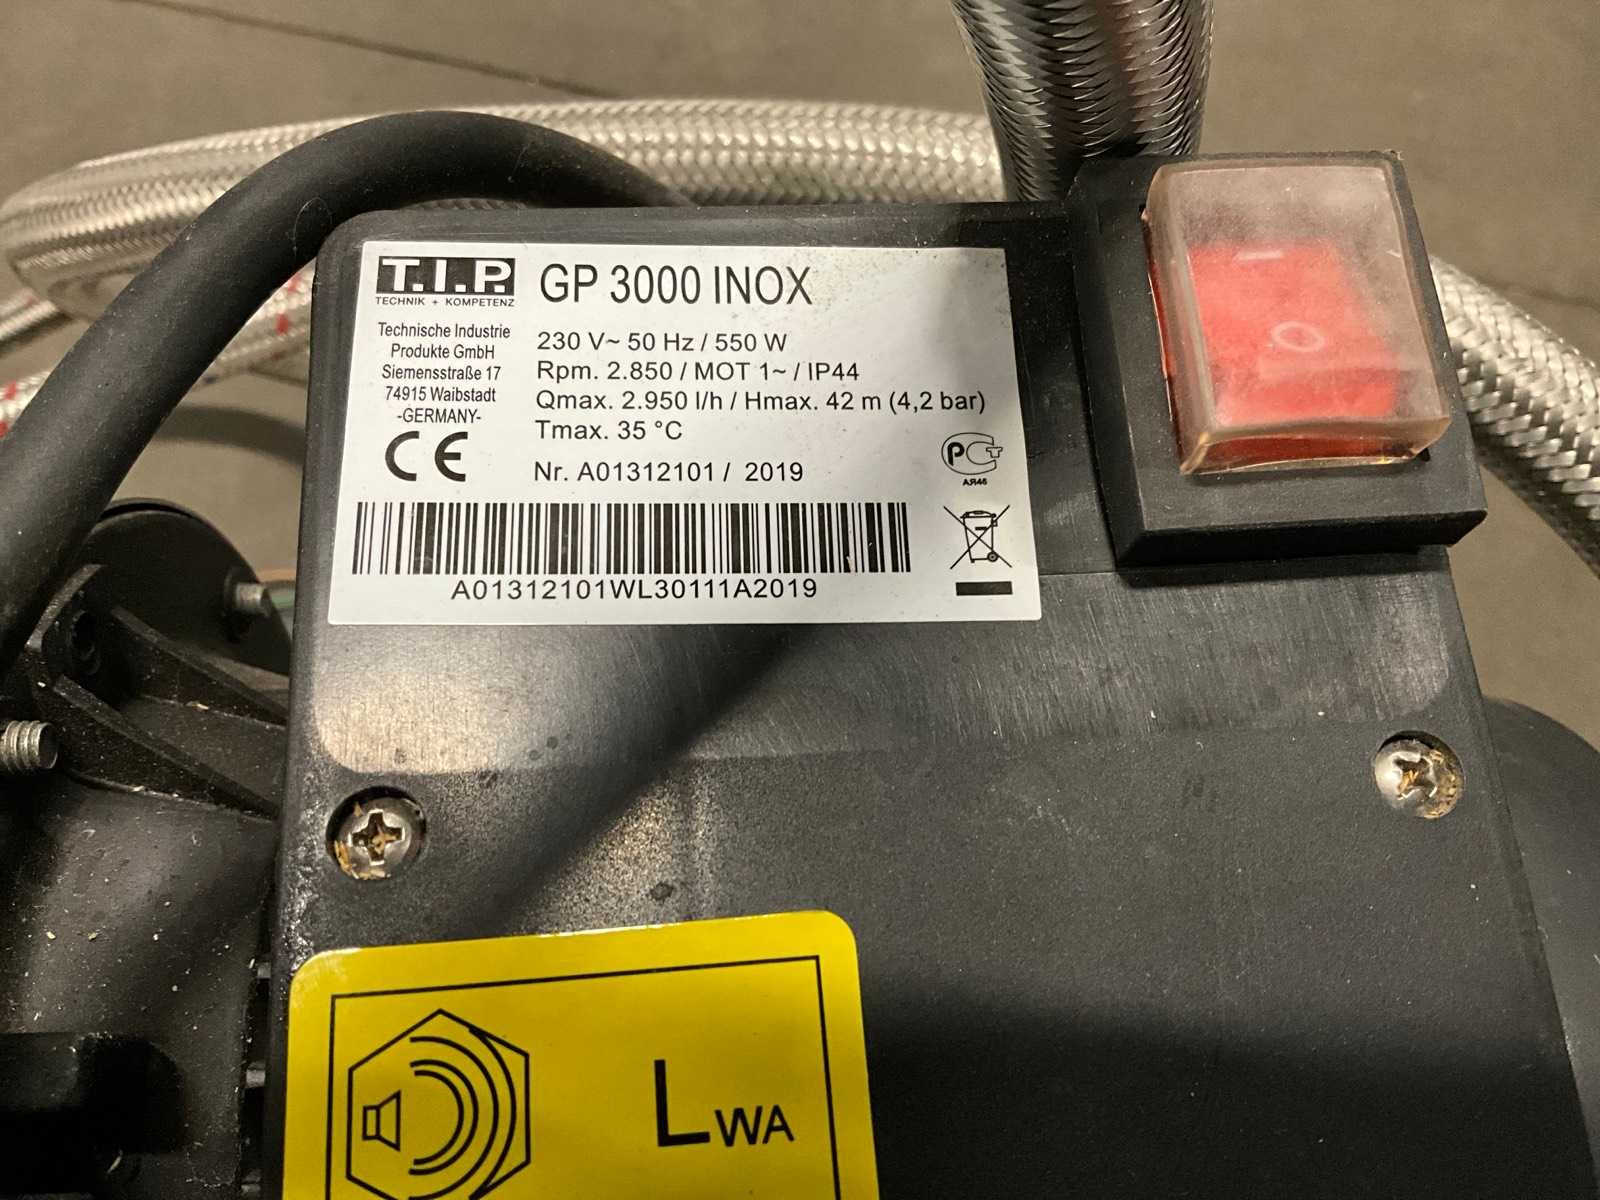 T.I.P.
TECHNIK + KOMPETENZ
GP 3000 INOX
Technische Industrie
Produkte GmbH
Siemensstraße 17
74915 Waibstadt
-GERMANY-
CE
230 V~ 50 Hz / 550 W
Rpm. 2.850 / MOT 1~ / IP44
Qmax. 2.950 l/h / Hmax. 42 m (4,2 bar)
Tmax. 35 °C
Nr. A01312101 / 2019
РСТ
АЯ46
A01312101WL30111A2019
LWA